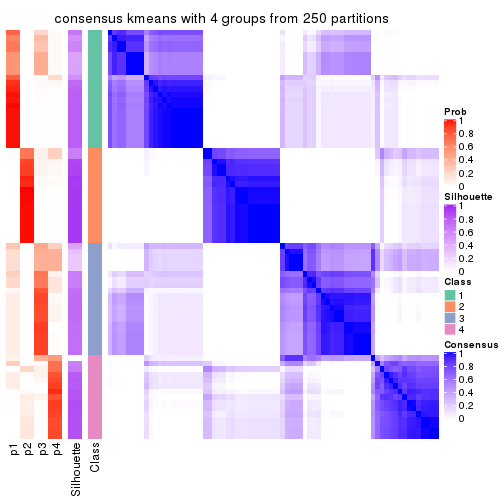 consensus kmeans with 4 groups from 250 partitions
Prob
1
0.8
0.6
0.4
0.2
0
Silhouette
1
0.8
0.6
0.4
0.2
0
Class
1
2
3
4
Consensus
1
0.8
0.6
0.4
0.2
0
p1
p2
p3
p4
Silhouette
Class